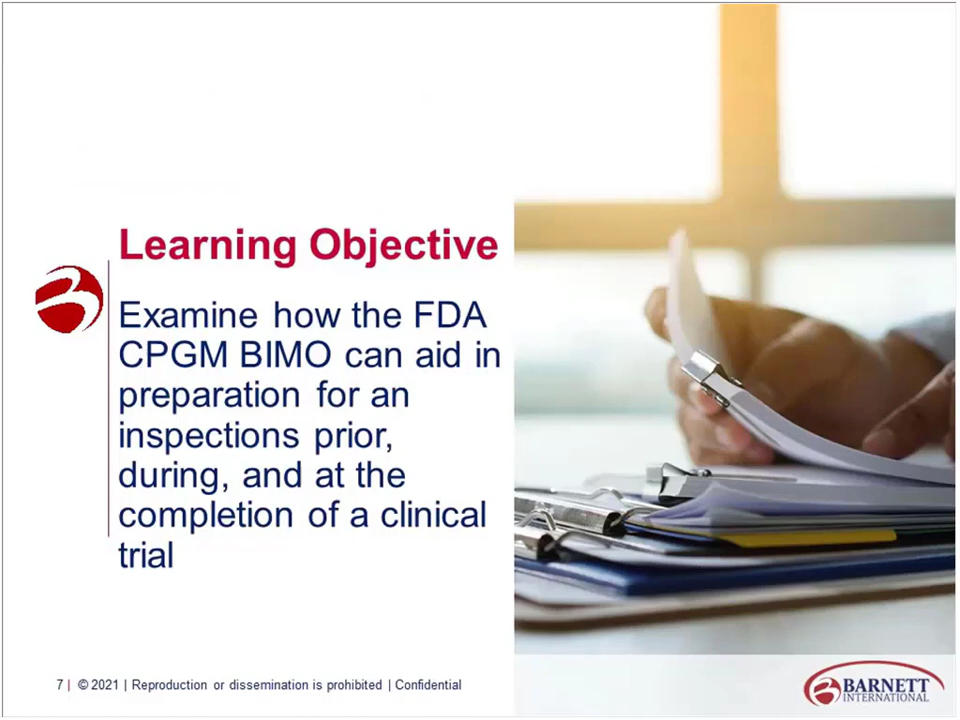 Learning Objective
Examine how the FDA
CPGM BIMO can aid in
preparation for an
inspections prior,
during, and at the
completion of a clinical
trial
7 | © 2021 | Reproduction or dissemination is prohibited | Confidential
BARNETT
INTERNATIONAL